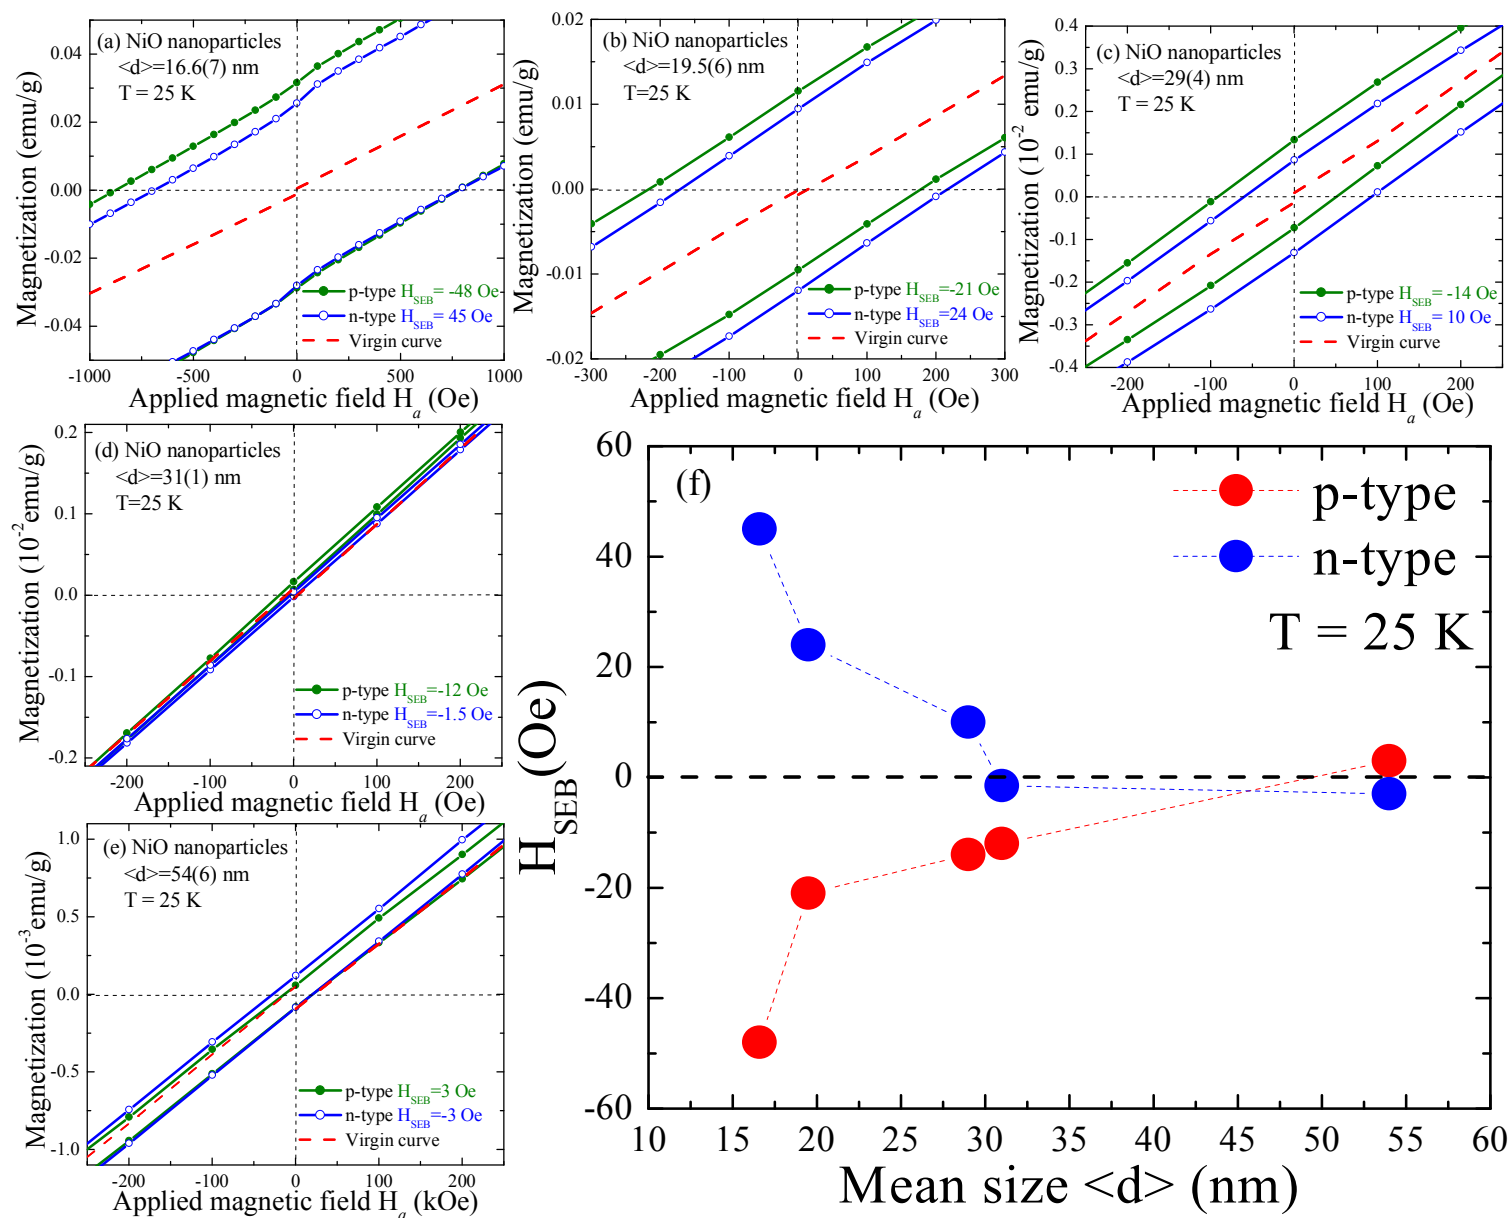 (a) NiO nanoparticles
<d>=16.6(7) nm
T = 25 K
0.04
0.02
0.00
-0.02
-0.04
Magnetization (emu/g)
p-type H_SEB= -48 Oe
n-type H_SEB= 45 Oe
Virgin curve
-1000 -500 0 500 1000
Applied magnetic field H_a (Oe)
(b) NiO nanoparticles
<d>=19.5(6) nm
T=25 K
0.02
0.01
0.00
-0.01
-0.02
Magnetization (emu/g)
p-type H_SEB=-21 Oe
n-type H_SEB=24 Oe
Virgin curve
-300 -200 -100 0 100 200 300
Applied magnetic field H_a (Oe)
(c) NiO nanoparticles
<d>=29(4) nm
T = 25 K
0.4
0.3
0.2
0.1
0.0
-0.1
-0.2
-0.3
-0.4
Magnetization (10^-2 emu/g)
p-type H_SEB= -14 Oe
n-type H_SEB= 10 Oe
Virgin curve
-200 -100 0 100 200
Applied magnetic field H_a (Oe)
(d) NiO nanoparticles
<d>=31(1) nm
T=25 K
0.2
0.1
0.0
-0.1
-0.2
Magnetization (10^-2 emu/g)
p-type H_SEB=-12 Oe
n-type H_SEB=-1.5 Oe
Virgin curve
-200 -100 0 100 200
Applied magnetic field H_a (Oe)
(e) NiO nanoparticles
<d>=54(6) nm
T = 25 K
1.0
0.5
0.0
-0.5
-1.0
Magnetization (10^-3 emu/g)
p-type H_SEB=3 Oe
n-type H_SEB=-3 Oe
Virgin curve
-200 -100 0 100 200
Applied magnetic field H_a (kOe)
(f)
p-type
n-type
T = 25 K
60
40
20
0
-20
-40
-60
H_SEB (Oe)
10 15 20 25 30 35 40 45 50 55 60
Mean size <d> (nm)